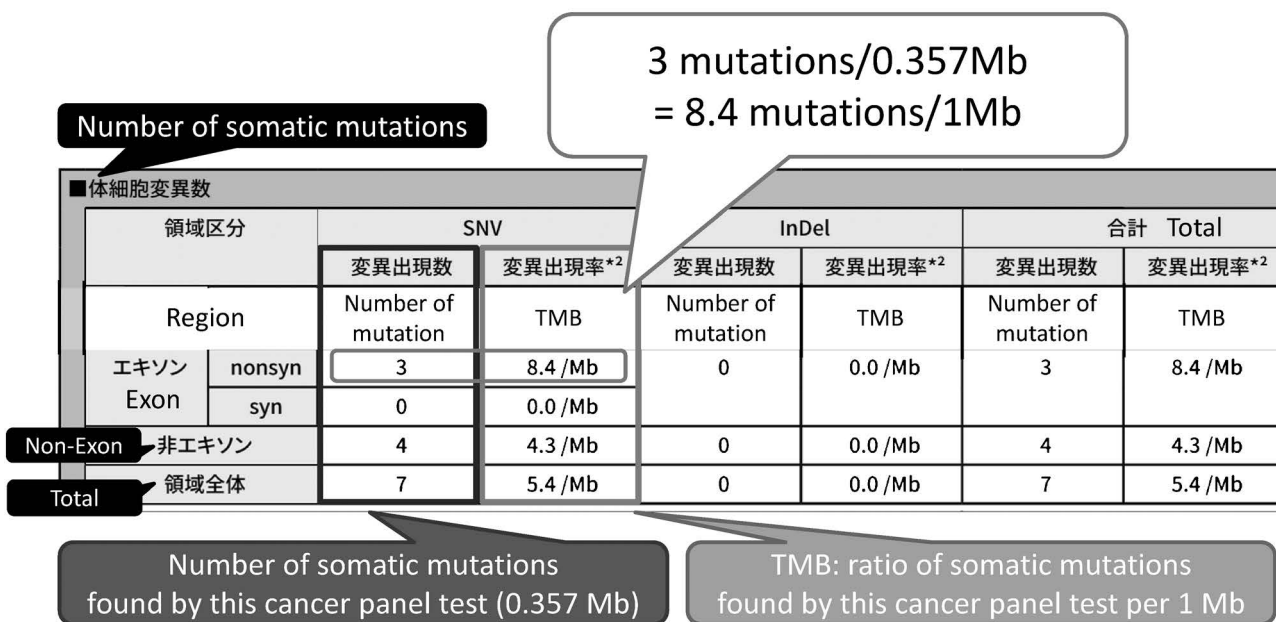 3 mutations/0.357Mb
= 8.4 mutations/1Mb
Number of somatic mutations
■体細胞変異数
領域区分 SNV InDel 合計 Total
変異出現数 変異出現率*2 変異出現数 変異出現率*2 変異出現数 変異出現率*2
Region Number of mutation TMB Number of mutation TMB Number of mutation TMB
エキソン nonsyn 3 8.4 /Mb 0 0.0 /Mb 3 8.4 /Mb
Exon syn 0 0.0 /Mb
Non-Exon 非エキソン 4 4.3 /Mb 0 0.0 /Mb 4 4.3 /Mb
Total 領域全体 7 5.4 /Mb 0 0.0 /Mb 7 5.4 /Mb
Number of somatic mutations
found by this cancer panel test (0.357 Mb)
TMB: ratio of somatic mutations
found by this cancer panel test per 1 Mb